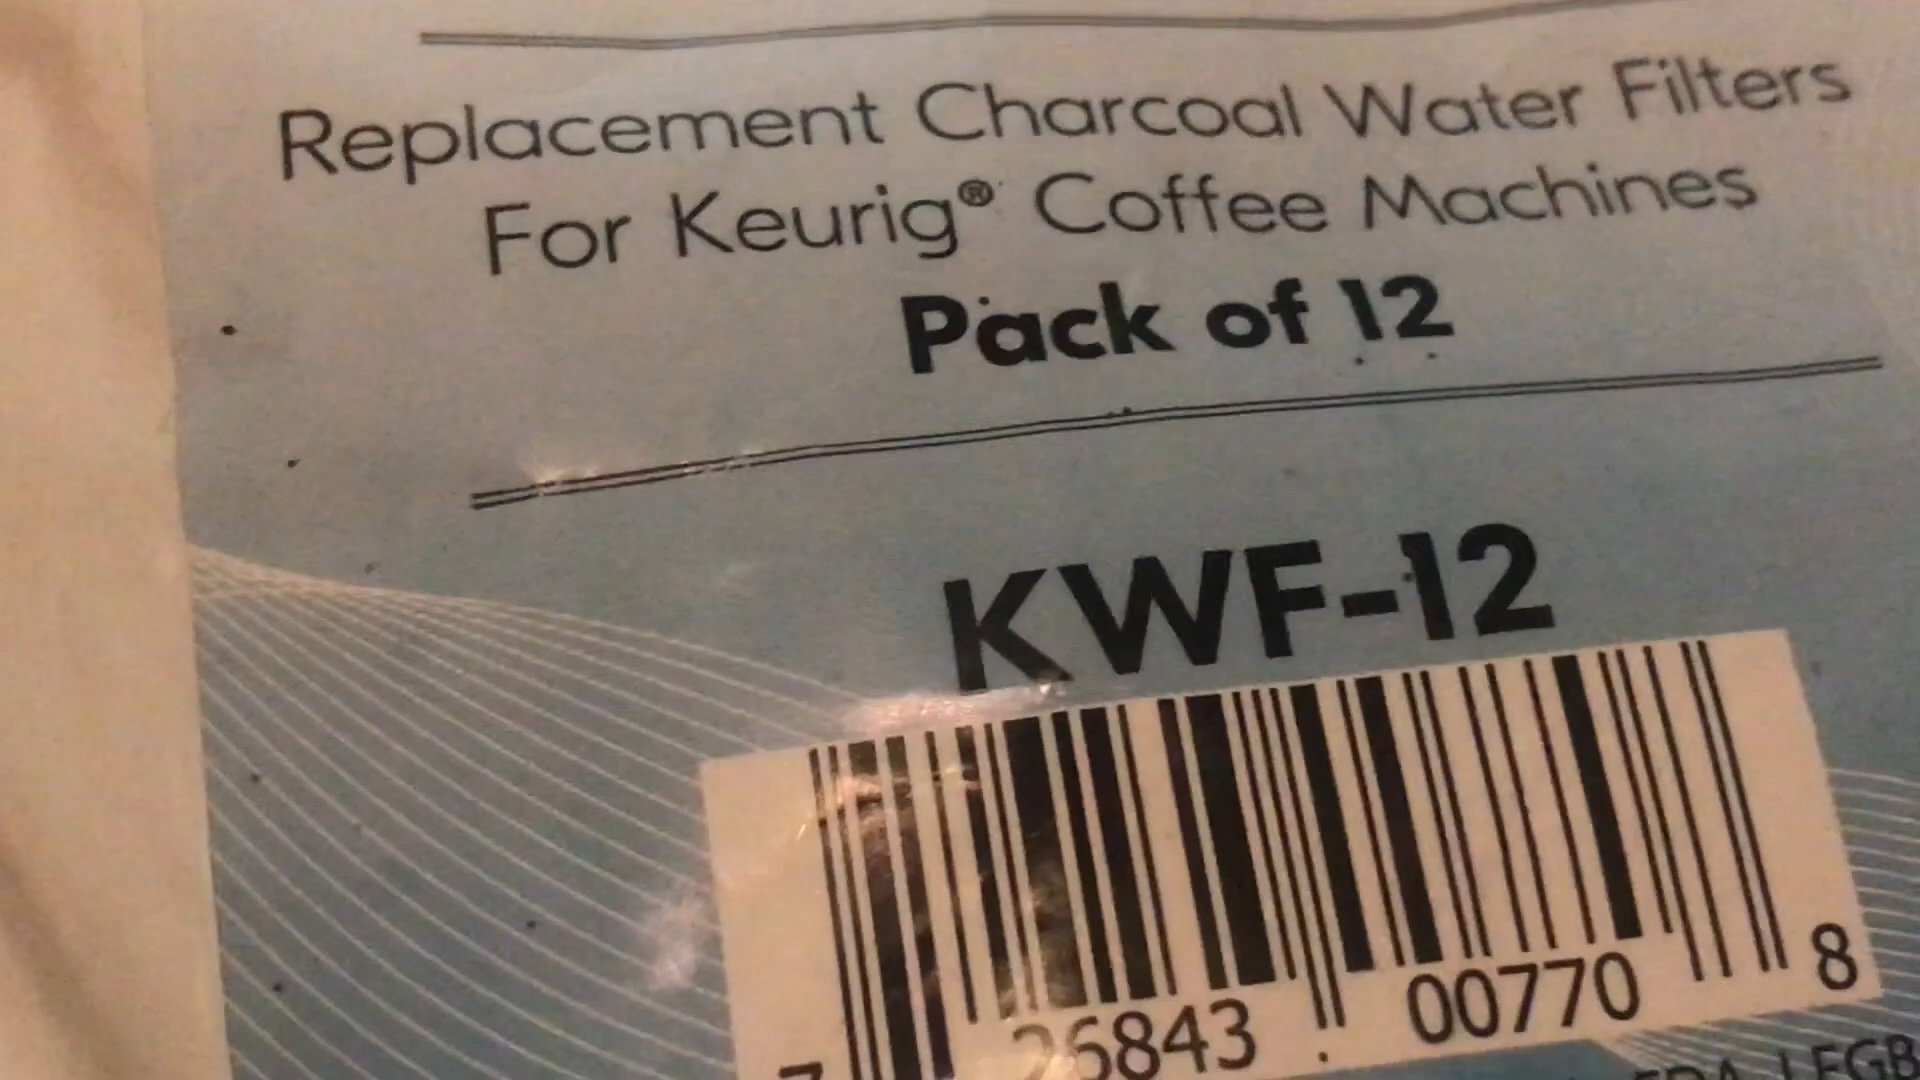 Replacement Charcoal Water Filters
For Keurig® Coffee Machines
Pack of 12
KWF-12
26843 00770 8